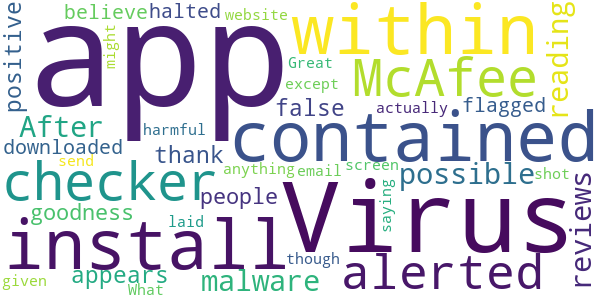 believe halted website
positive might app within reading
Great
McAfee except
After false actually flagged
downloaded harmful contained
checker thank possible
send anything email screen shot
goodness people saying reviews
install Virus
laid though alerted
given What appears malware